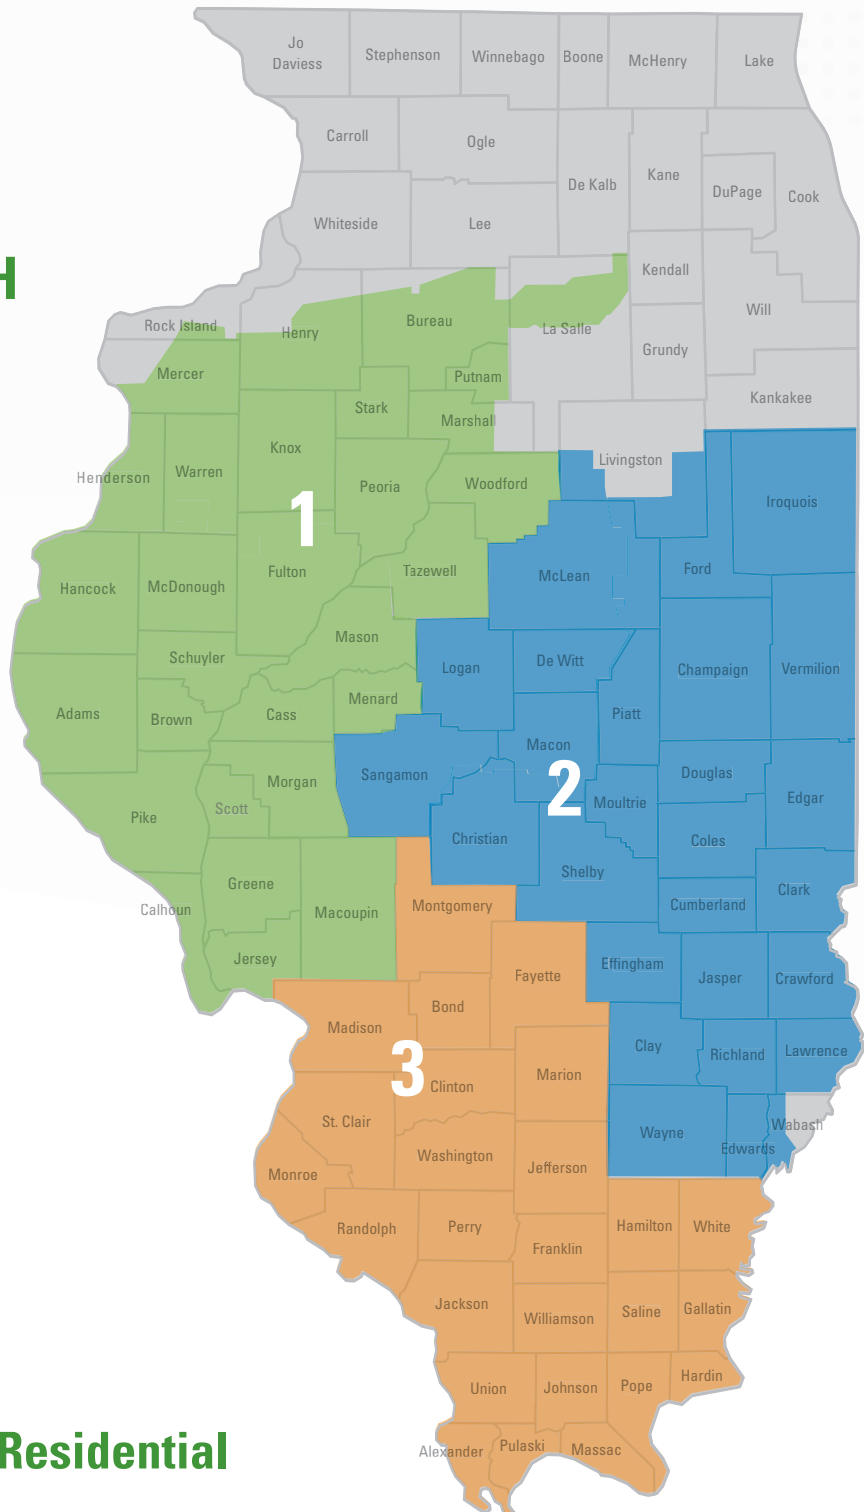 Jo
Daviess
Stephenson
Winnebago
Boone
McHenry
Lake
Carroll
Ogle
De Kalb
Kane
DuPage
Cook
Whiteside
Lee
H
Kendall
Will
Rock Island
Henry
Bureau
La Salle
Grundy
Mercer
Putnam
Kankakee
Stark
Marshall
Knox
Livingston
Henderson
Warren
Peoria
Woodford
Iroquois
1
Hancock
McDonough
Fulton
Tazewell
McLean
Ford
Mason
Schuyler
Logan
De Witt
Champaign
Vermilion
Adams
Brown
Cass
Menard
Piatt
Macon
Sangamon
Morgan
2
Douglas
Pike
Scott
Moultrie
Edgar
Christian
Coles
Greene
Shelby
Clark
Calhoun
Macoupin
Montgomery
Cumberland
Jersey
Fayette
Effingham
Jasper
Crawford
Madison
Bond
Clay
Richland
Lawrence
3
Clinton
Marion
St. Clair
Wayne
Edwards
Wabash
Washington
Monroe
Jefferson
Randolph
Perry
Hamilton
White
Franklin
Jackson
Williamson
Saline
Gallatin
Union
Johnson
Pope
Hardin
Residential
Alexander
Pulaski
Massac